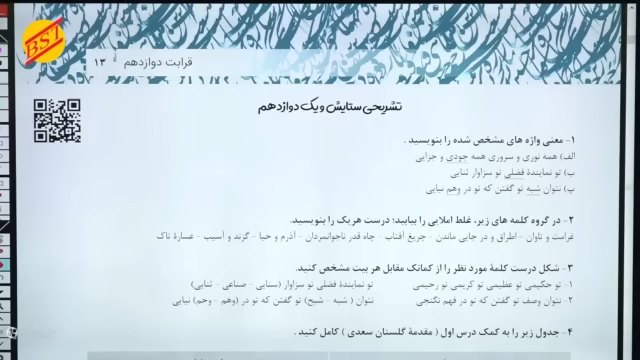 BST
قرابت دوازدهم ۱۳
تشریحی ستایش و یک دوازدهم
۱- معنی واژه های مشخص شده را بنویسید .
الف) همه نوری و سروری همه جودی و جزایی
ب) تو نمایندهٔ فضلی تو سزاوار ثنایی
پ) نتوان شبه تو گفتن که تو در وهم نیایی
۲- در گروه کلمه های زیر، غلط املایی را بیابید؛ درست هریک را بنویسید.
غرامت و تاوان - اطراق و در جایی ماندن - چریغ آفتاب - چاه قدر ناجوانمردان - آذرم و حیا - گزند و آسیب - عسارهٔ تاک
۳- شکل درست کلمهٔ مورد نظر را از کمانک مقابل هر بیت مشخص کنید.
۱- تو حکیمی تو عظیمی تو کریمی تو رحیمی تو نمایندهٔ فضلی تو سزاوار (سنایی - صناعی - ثنایی)
۲- نتوان وصف تو گفتن که تو در فهم نگنجی نتوان ( شبه - شبح) تو گفتن که تو در (وهم - وحم) نیایی
۴- جدول زیر را به کمک درس اول ( مقدمهٔ گلستان سعدی ) کامل کنید .